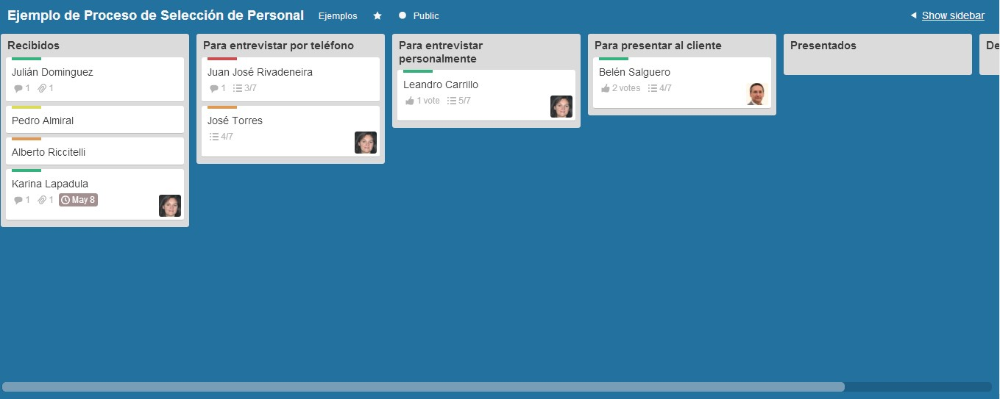 Ejemplo de Proceso de Selección de Personal Ejemplos Public Show sidebar
Recibidos
Julián Dominguez
1 1
Pedro Almiral
Alberto Riccitelli
Karina Lapadula
1 1 May 8
Para entrevistar por teléfono
Juan José Rivadeneira
1 3/7
José Torres
4/7
Para entrevistar
personalmente
Leandro Carrillo
1 vote 5/7
Para presentar al cliente
Belén Salguero
2 votes 4/7
Presentados
De